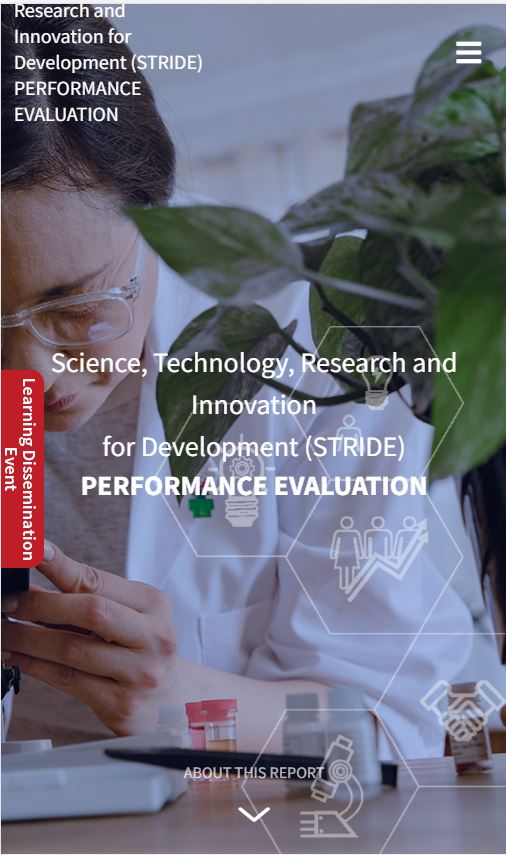 Research and
Innovation for
Development (STRIDE)
PERFORMANCE
EVALUATION
Science, Technology, Research and
Innovation
for Development (STRIDE)
PERFORMANCE EVALUATION
Learning Dissemination
Event
ABOUT THIS REPORT